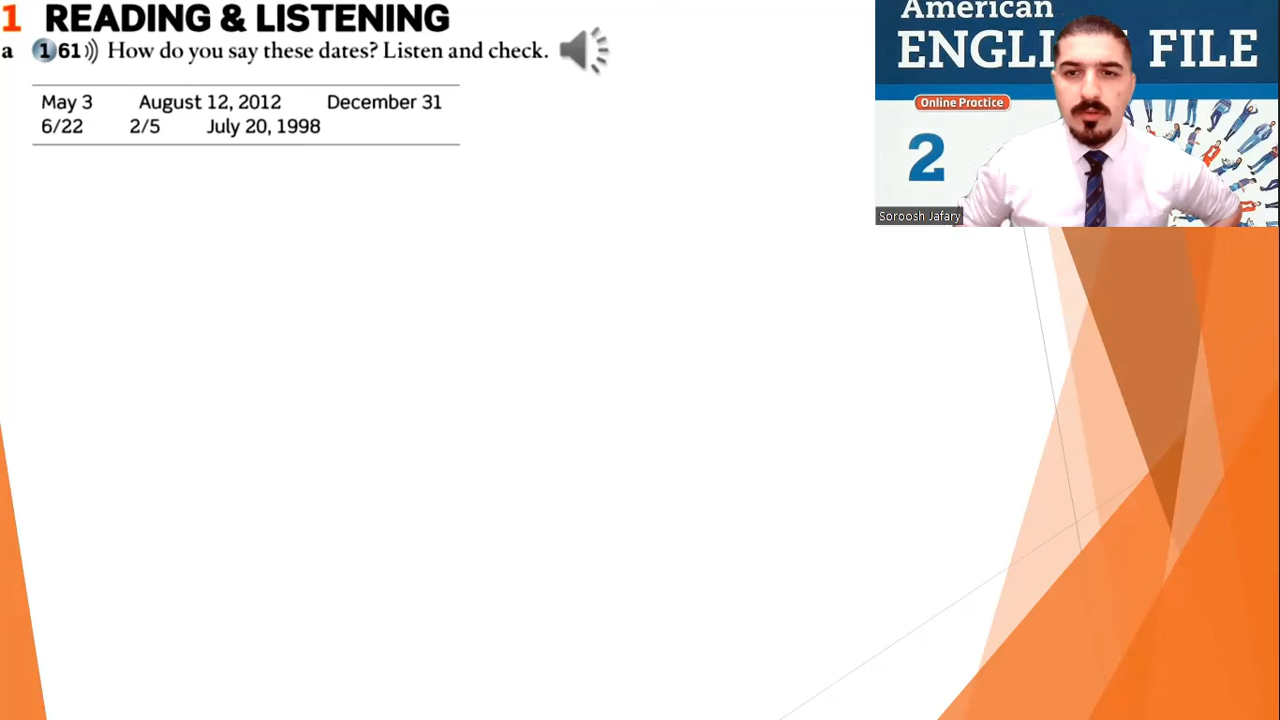 1 READING & LISTENING
a 1 61))) How do you say these dates? Listen and check.
May 3 August 12, 2012 December 31
6/22 2/5 July 20, 1998
American
ENGLISH FILE
Online Practice
2
Soroosh Jafary